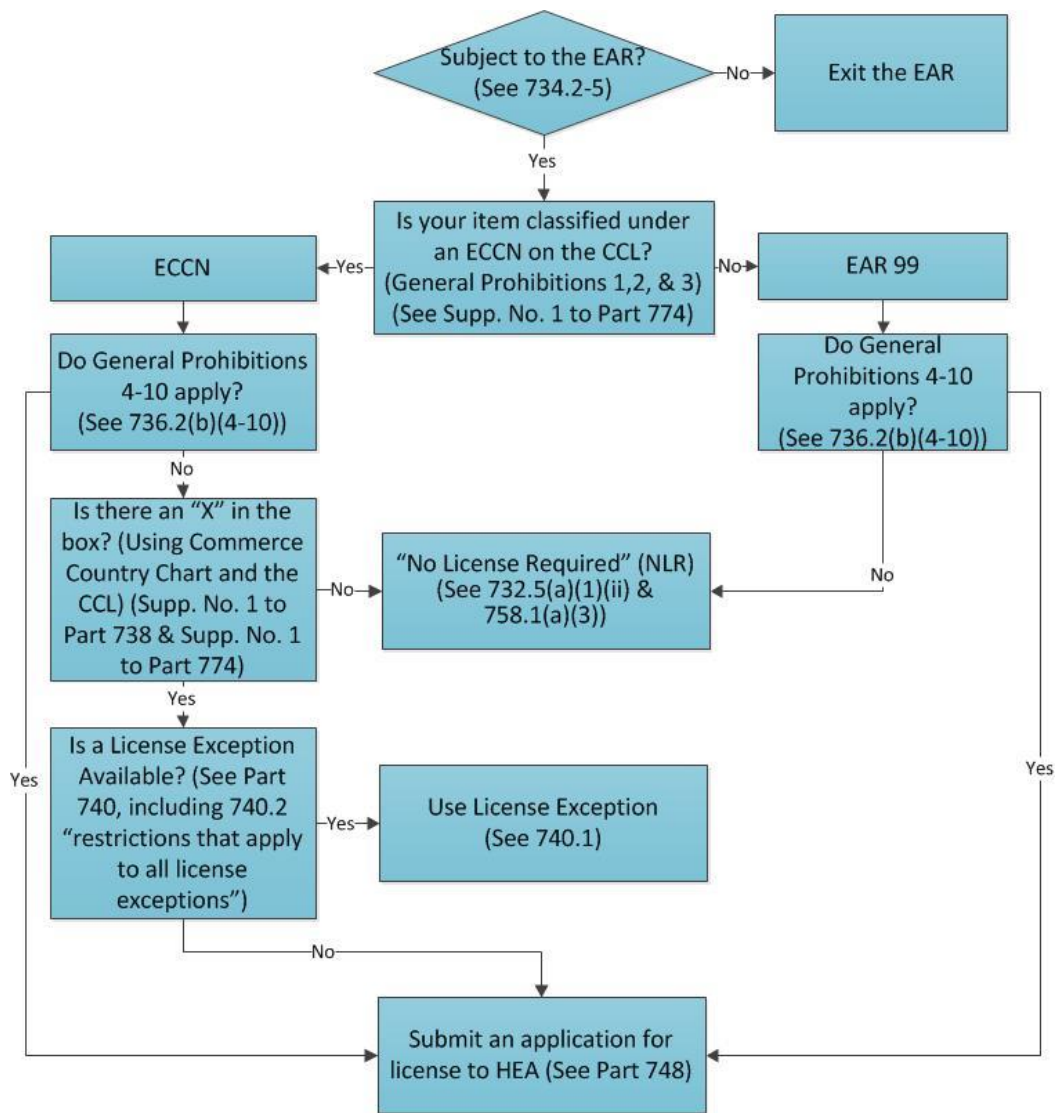 Subject to the EAR?
(See 734.2-5)
No
Exit the EAR
Yes
Is your item classified under
an ECCN on the CCL?
(General Prohibitions 1,2, & 3)
(See Supp. No. 1 to Part 774)
Yes
ECCN
No
EAR 99
Do General Prohibitions
4-10 apply?
(See 736.2(b)(4-10))
Do General
Prohibitions 4-10
apply?
(See 736.2(b)(4-10))
No
Is there an “X” in the
box? (Using Commerce
Country Chart and the
CCL) (Supp. No. 1 to
Part 738 & Supp. No. 1
to Part 774)
No
“No License Required” (NLR)
(See 732.5(a)(1)(ii) &
758.1(a)(3))
No
Yes
Is a License Exception
Available? (See Part
740, including 740.2
“restrictions that apply
to all license
exceptions”)
Yes
Use License Exception
(See 740.1)
Yes
Yes
No
Submit an application for
license to HEA (See Part 748)